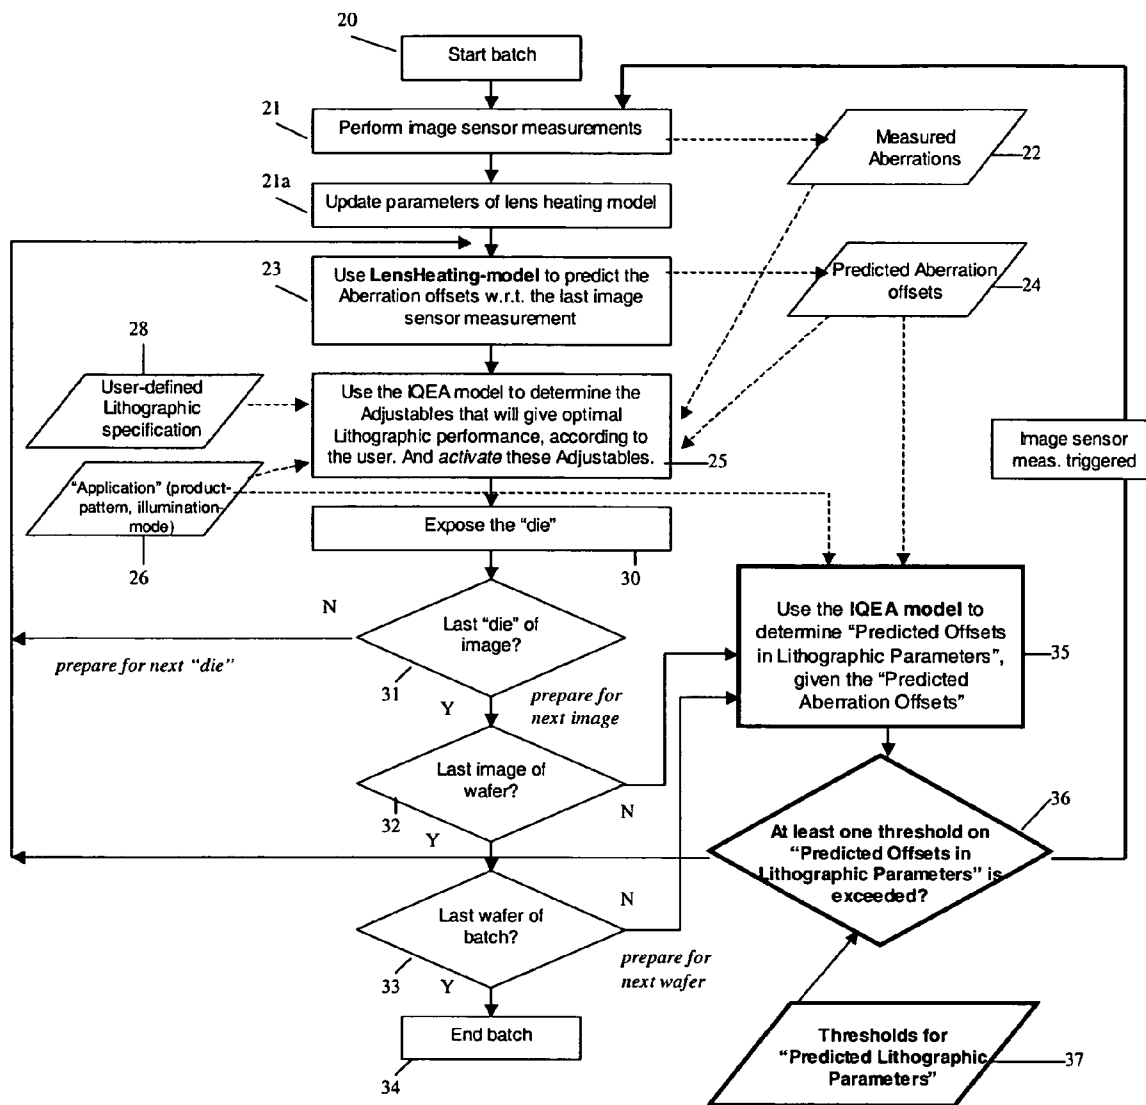 20
Start batch
21
Perform image sensor measurements
Measured
Aberrations
22
21a
Update parameters of lens heating model
23
Use LensHeating-model to predict the
Aberration offsets w.r.t. the last image
sensor measurement
Predicted Aberration
offsets
24
28
User-defined
Lithographic
specification
Use the IQEA model to determine the
Adjustables that will give optimal
Lithographic performance, according to
the user. And activate these Adjustables.
25
Image sensor
meas. triggered
"Application" (product-
pattern, illumination-
mode)
26
Expose the "die"
30
N
Last "die" of
image?
prepare for next "die"
31
Y
prepare for
next image
Use the IQEA model to
determine "Predicted Offsets
in Lithographic Parameters",
given the "Predicted
Aberration Offsets"
35
Last image of
wafer?
32
N
Y
36
At least one threshold on
"Predicted Offsets in
Lithographic Parameters" is
exceeded?
N
Last wafer of
batch?
33
Y
prepare for
next wafer
End batch
34
Thresholds for
"Predicted Lithographic
Parameters"
37